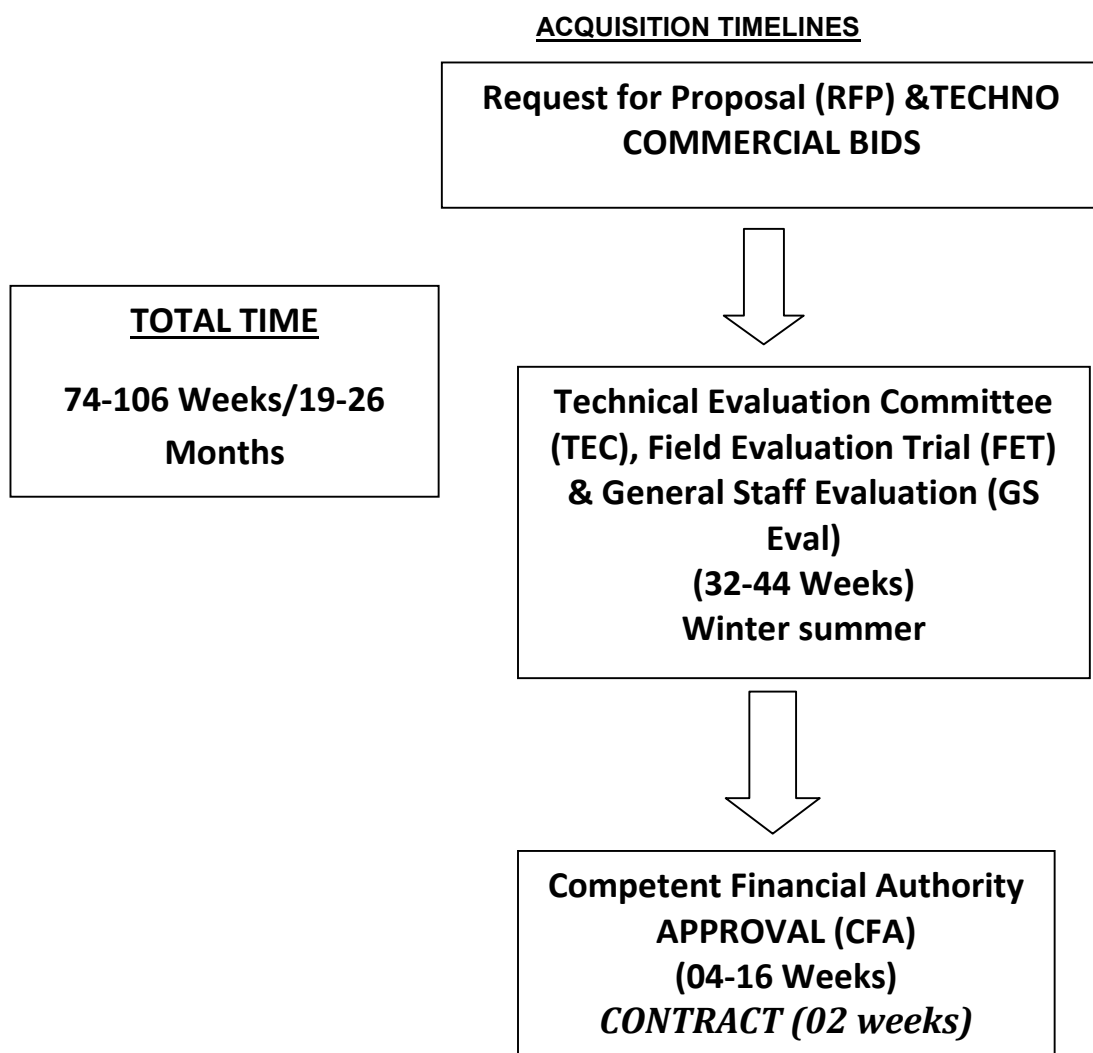 ACQUISITION TIMELINES
Request for Proposal (RFP) &TECHNO
COMMERCIAL BIDS
TOTAL TIME
74-106 Weeks/19-26
Months
Technical Evaluation Committee
(TEC), Field Evaluation Trial (FET)
& General Staff Evaluation (GS
Eval)
(32-44 Weeks)
Winter summer
Competent Financial Authority
APPROVAL (CFA)
(04-16 Weeks)
CONTRACT (02 weeks)